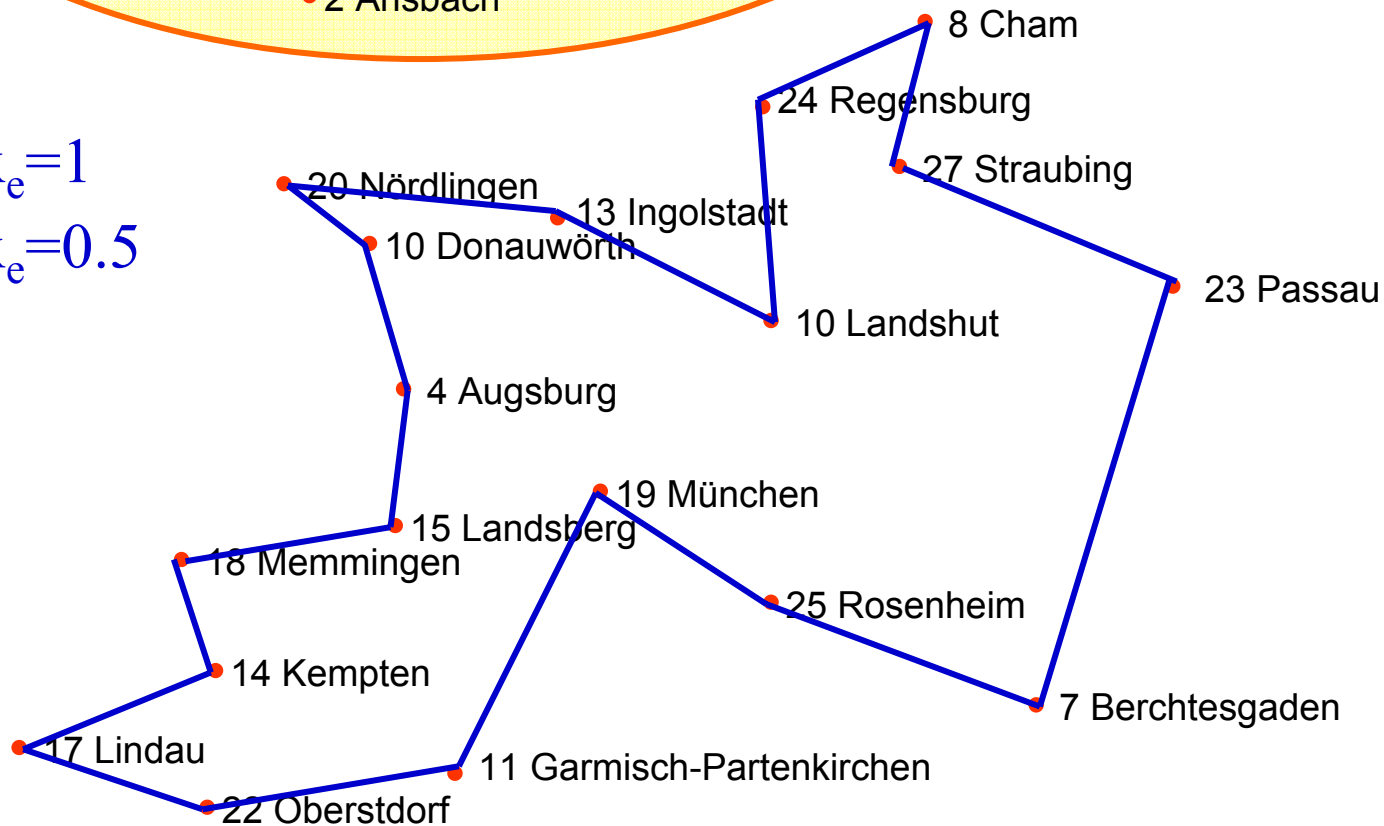 2 Ansbach
8 Cham
24 Regensburg
xe=1
27 Straubing
20 Nördlingen
13 Ingolstadt
10 Donauwörth
xe=0.5
23 Passau
10 Landshut
4 Augsburg
19 München
15 Landsberg
18 Memmingen
25 Rosenheim
14 Kempten
7 Berchtesgaden
17 Lindau
11 Garmisch-Partenkirchen
22 Oberstdorf